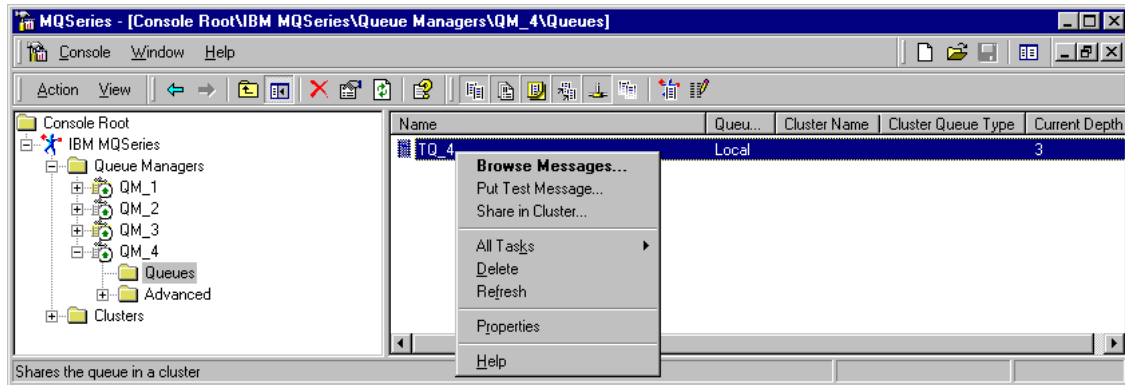 MQSeries - [Console Root\IBM MQSeries\Queue Managers\QM_4\Queues]
Console Window Help
Action View
Console Root
IBM MQSeries
Queue Managers
QM_1
QM_2
QM_3
QM_4
Queues
Advanced
Clusters
Name Queu... Cluster Name Cluster Queue Type Current Depth
TQ_4 Local 3
Browse Messages...
Put Test Message...
Share in Cluster...
All Tasks
Delete
Refresh
Properties
Help
Shares the queue in a cluster